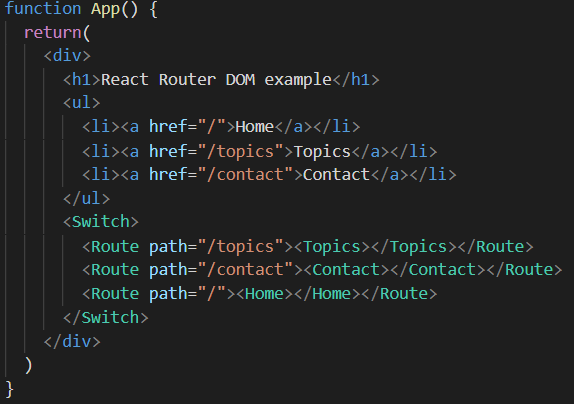 function App() {
  return(
    <div>
      <h1>React Router DOM example</h1>
      <ul>
        <li><a href="/">Home</a></li>
        <li><a href="/topics">Topics</a></li>
        <li><a href="/contact">Contact</a></li>
      </ul>
      <Switch>
        <Route path="/topics"><Topics></Topics></Route>
        <Route path="/contact"><Contact></Contact></Route>
        <Route path="/"><Home></Home></Route>
      </Switch>
    </div>
  )
}